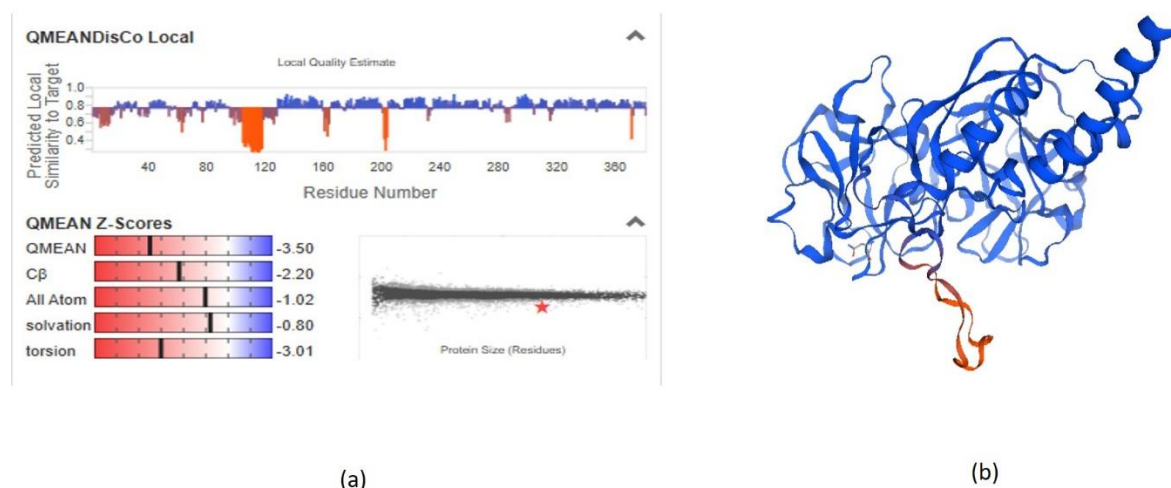 QMEANDisCo Local
Local Quality Estimate
Predicted Local
Similarity to Target
1.0
0.8
0.6
0.4
40 80 120 160 200 240 280 320 360
Residue Number
QMEAN Z-Scores
QMEAN -3.50
Cβ -2.20
All Atom -1.02
solvation -0.80
torsion -3.01
Protein Size (Residues)
(a)
(b)